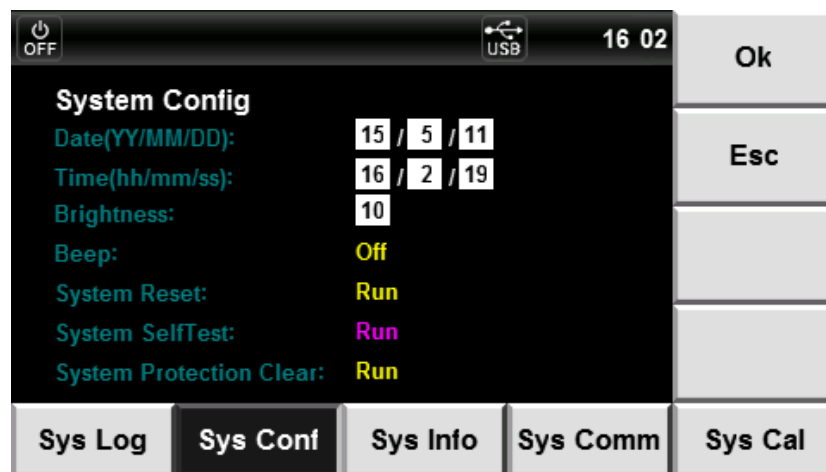 OFF USB 16 02
Ok
System Config
Date(YY/MM/DD): 15 / 5 / 11
Esc
Time(hh/mm/ss): 16 / 2 / 19
Brightness: 10
Beep: Off
System Reset: Run
System SelfTest: Run
System Protection Clear: Run
Sys Log Sys Conf Sys Info Sys Comm Sys Cal